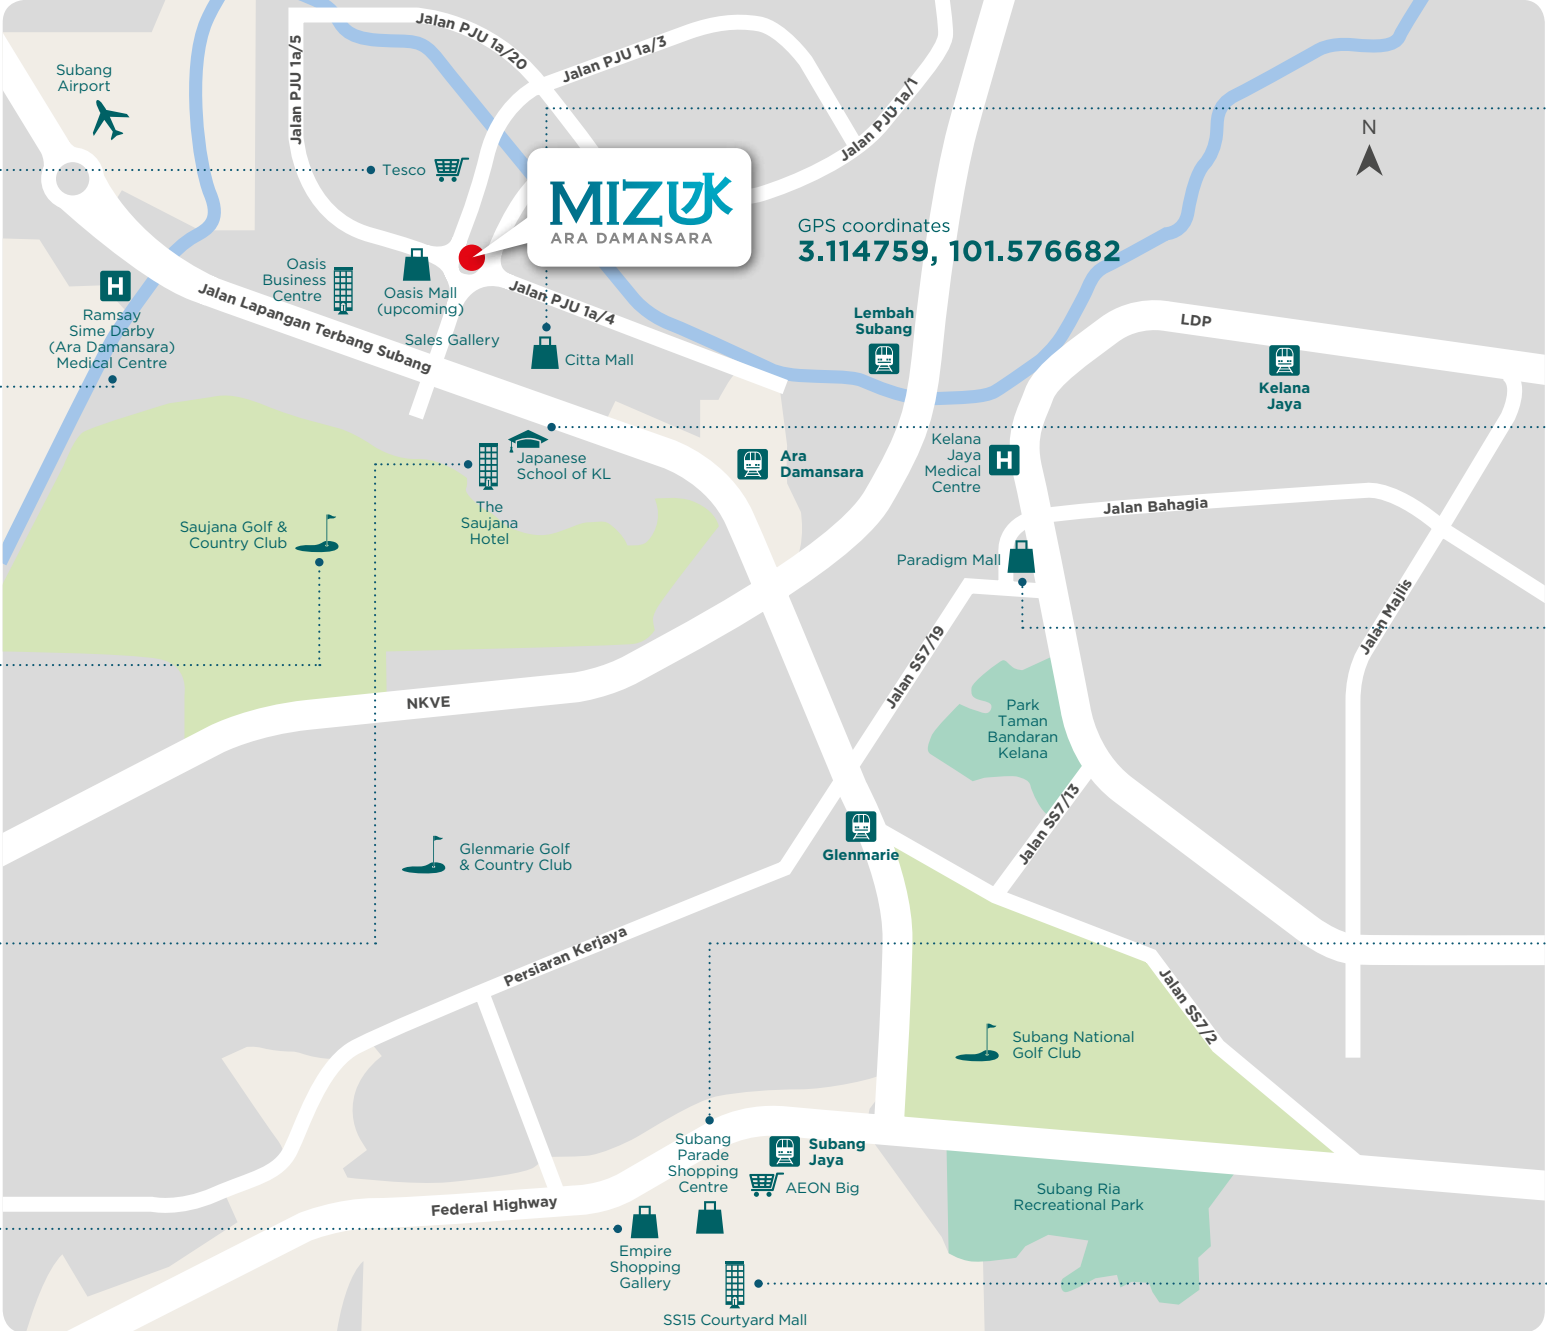 Jalan PJU 1a/20
Jalan PJU 1a/3
Jalan PJU 1a/5
Jalan PJU 1a/1
Subang
Airport
N
Tesco
MIZU水
ARA DAMANSARA
GPS coordinates
3.114759, 101.576682
Oasis
Business
Centre
Oasis Mall
(upcoming)
Jalan PJU 1a/4
Ramsay
Sime Darby
(Ara Damansara)
Medical Centre
H
Jalan Lapangan Terbang Subang
Sales Gallery
Citta Mall
Lembah
Subang
LDP
Kelana
Jaya
Japanese
School of KL
The
Saujana
Hotel
Ara
Damansara
Kelana
Jaya
Medical
Centre
H
Jalan Bahagia
Saujana Golf &
Country Club
Paradigm Mall
Jalan Majlis
Jalan SS7/19
NKVE
Park
Taman
Bandaran
Kelana
Jalan SS7/13
Glenmarie
Glenmarie Golf
& Country Club
Persiaran Kerjaya
Jalan SS7/2
Subang National
Golf Club
Subang
Parade
Shopping
Centre
Subang
Jaya
AEON Big
Federal Highway
Subang Ria
Recreational Park
Empire
Shopping
Gallery
SS15 Courtyard Mall